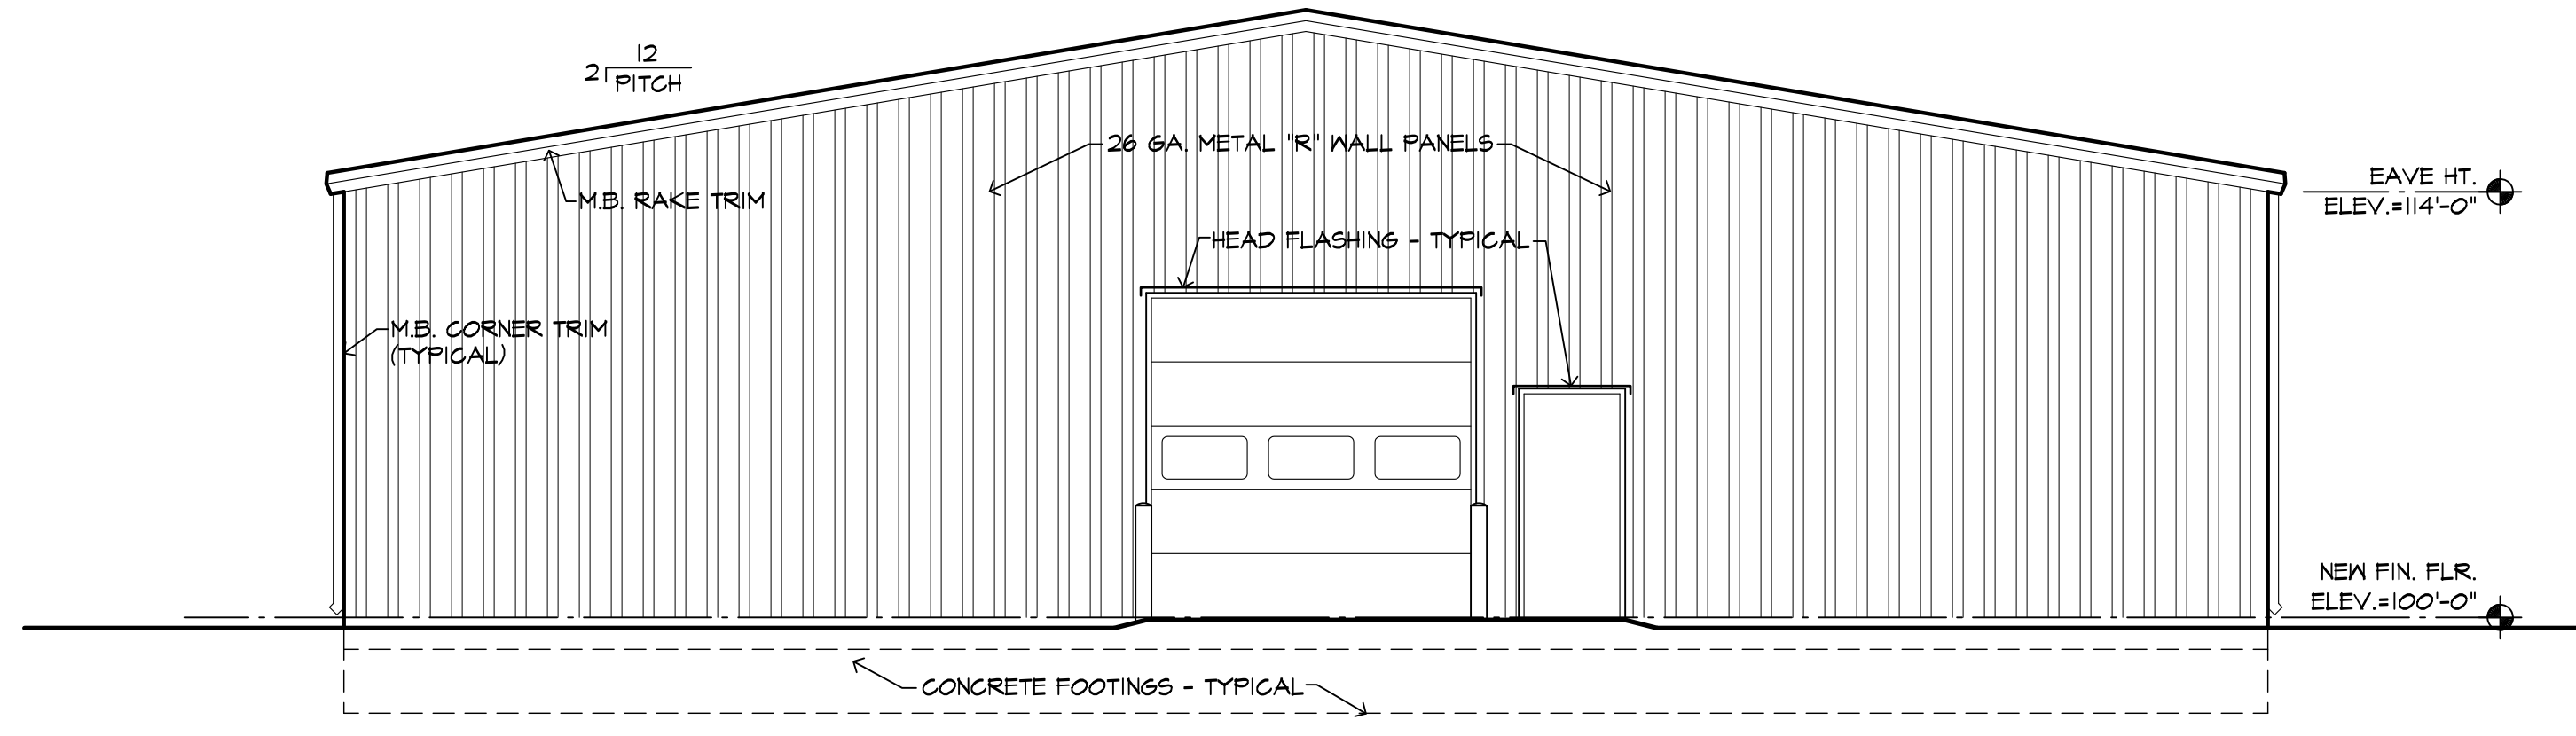 12
2
PITCH
26 GA. METAL "R" WALL PANELS
M.B. RAKE TRIM
EAVE HT.
ELEV.=114'-0"
HEAD FLASHING - TYPICAL
M.B. CORNER TRIM
(TYPICAL)
NEW FIN. FLR.
ELEV.=100'-0"
CONCRETE FOOTINGS - TYPICAL